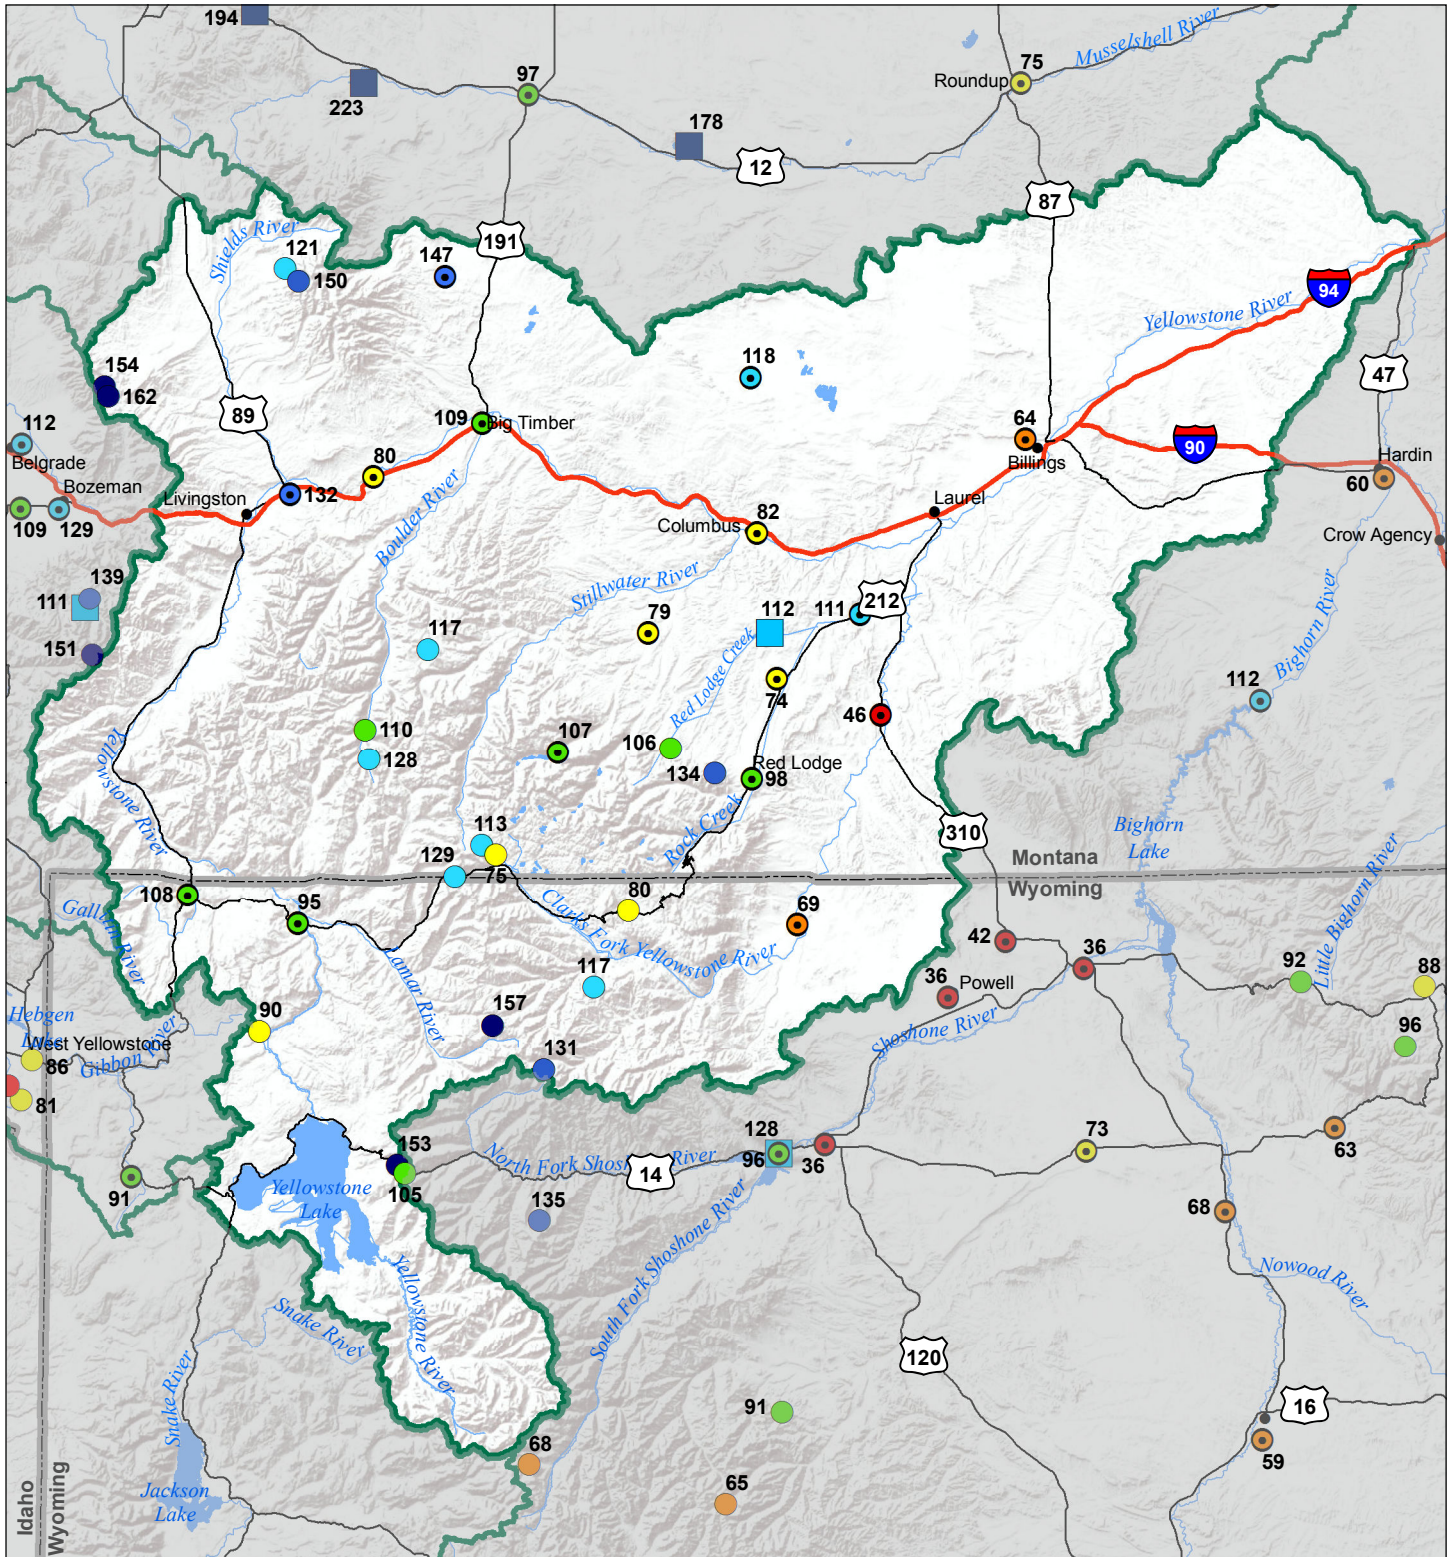 194
223
97
Roundup
75
Musselshell River
178
12
87
191
Shields River
121
150
147
94
Yellowstone River
118
47
154
162
89
112
Belgrade
Bozeman
109
129
109
Big Timber
80
Livingston
132
64
Billings
90
Hardin
60
Laurel
Columbus
82
Crow Agency
Boulder River
Stillwater River
139
111
151
79
112
111
212
117
Red Lodge Creek
74
46
Bighorn River
112
110
128
107
106
134
Red Lodge
98
Yellowstone River
Rock Creek
310
Bighorn
Lake
Little Bighorn River
113
75
129
Montana
Wyoming
108
95
80
69
Gallatin River
Clarks Fork Yellowstone River
Lamar River
42
36
36
Powell
92
88
96
117
157
90
Hebgen
Lake
West Yellowstone
86
Gibbon River
81
131
Shoshone River
153
105
North Fork Shoshone River
14
128
96
36
73
63
91
Yellowstone
Lake
135
68
South Fork Shoshone River
Yellowstone River
Nowood River
Snake River
Snake River
120
91
16
59
68
65
Jackson
Lake
Idaho
Wyoming